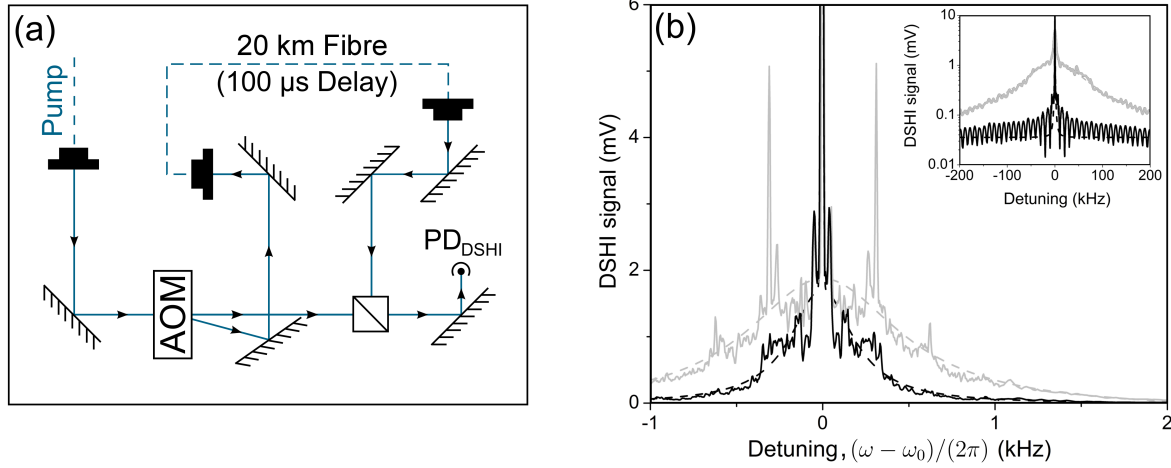 (a)
20 km Fibre
(100 µs Delay)
Pump
AOM
PD_DSHI
(b)
DSHI signal (mV)
6
4
2
0
-1
0
1
2
Detuning, (ω − ω₀)/(2π) (kHz)
DSHI signal (mV)
10
1
0.1
0.01
-200
-100
0
100
200
Detuning (kHz)